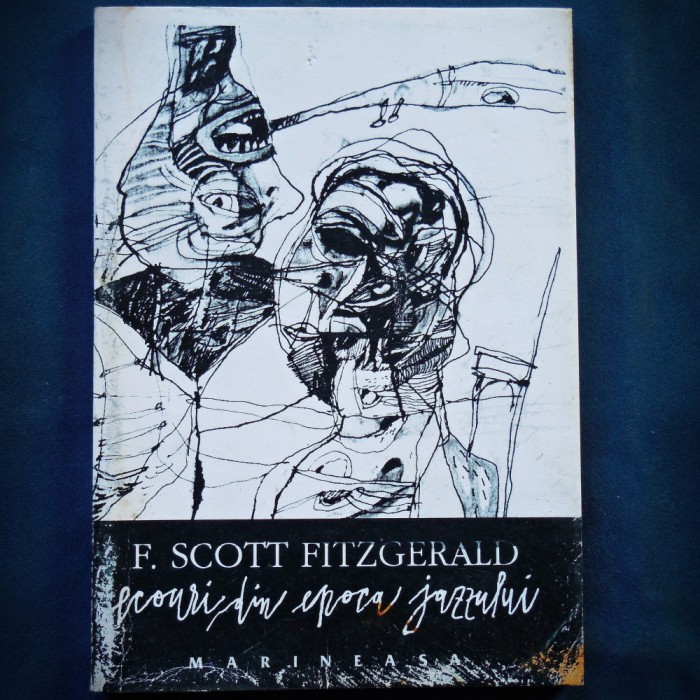 F. SCOTT FITZGERALD
ecouri din epoca jazzului
MARINEASA